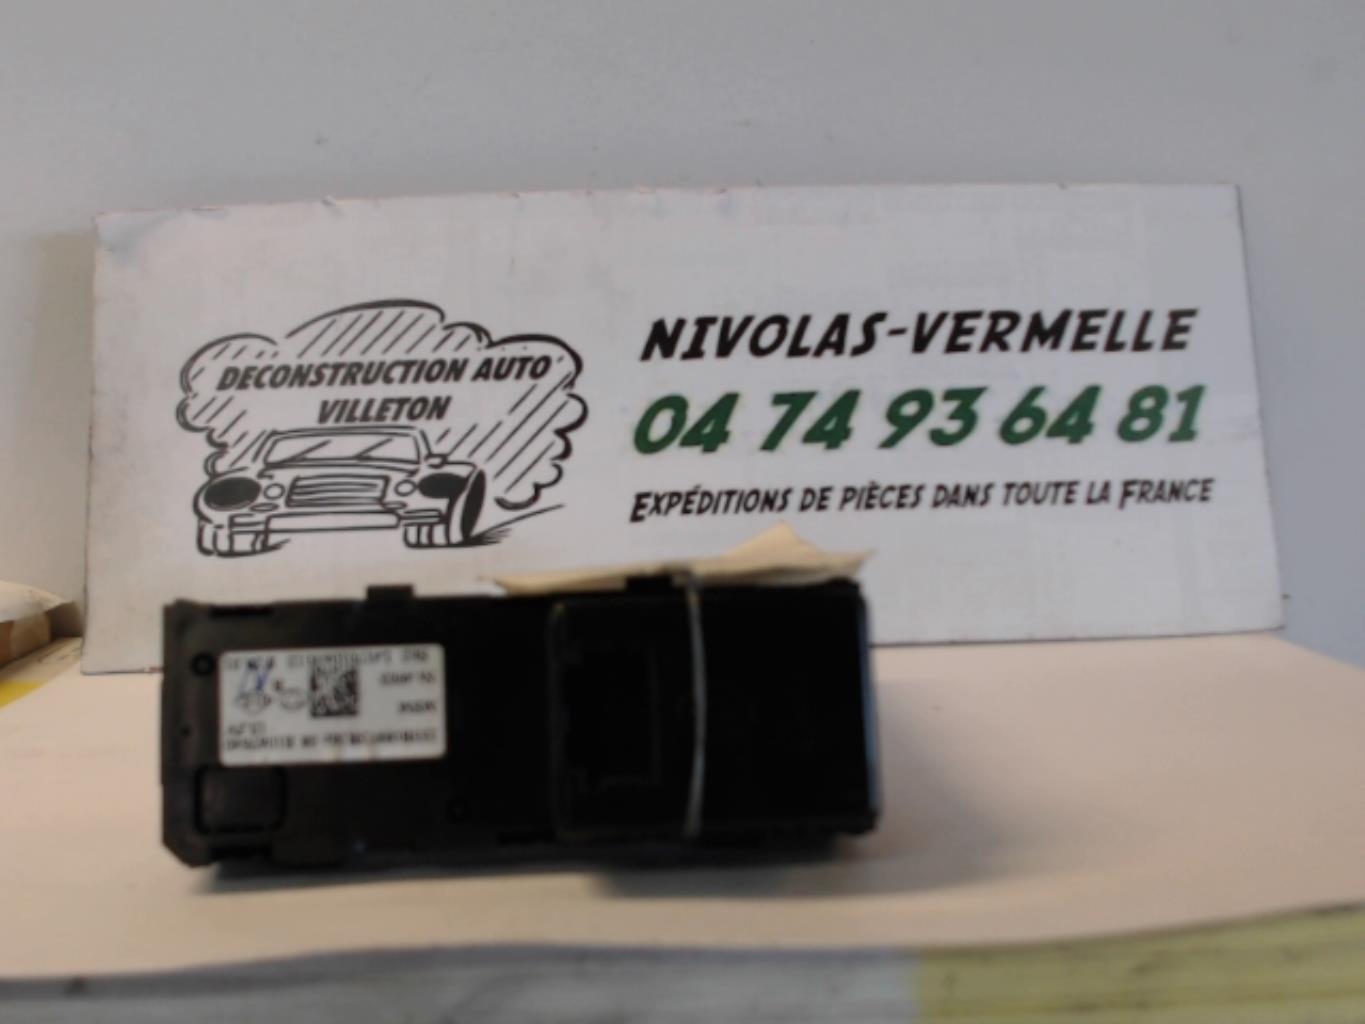 DECONSTRUCTION AUTO
VILLETON
NIVOLAS-VERMELLE
04 74 93 64 81
EXPÉDITIONS DE PIÈCES DANS TOUTE LA FRANCE